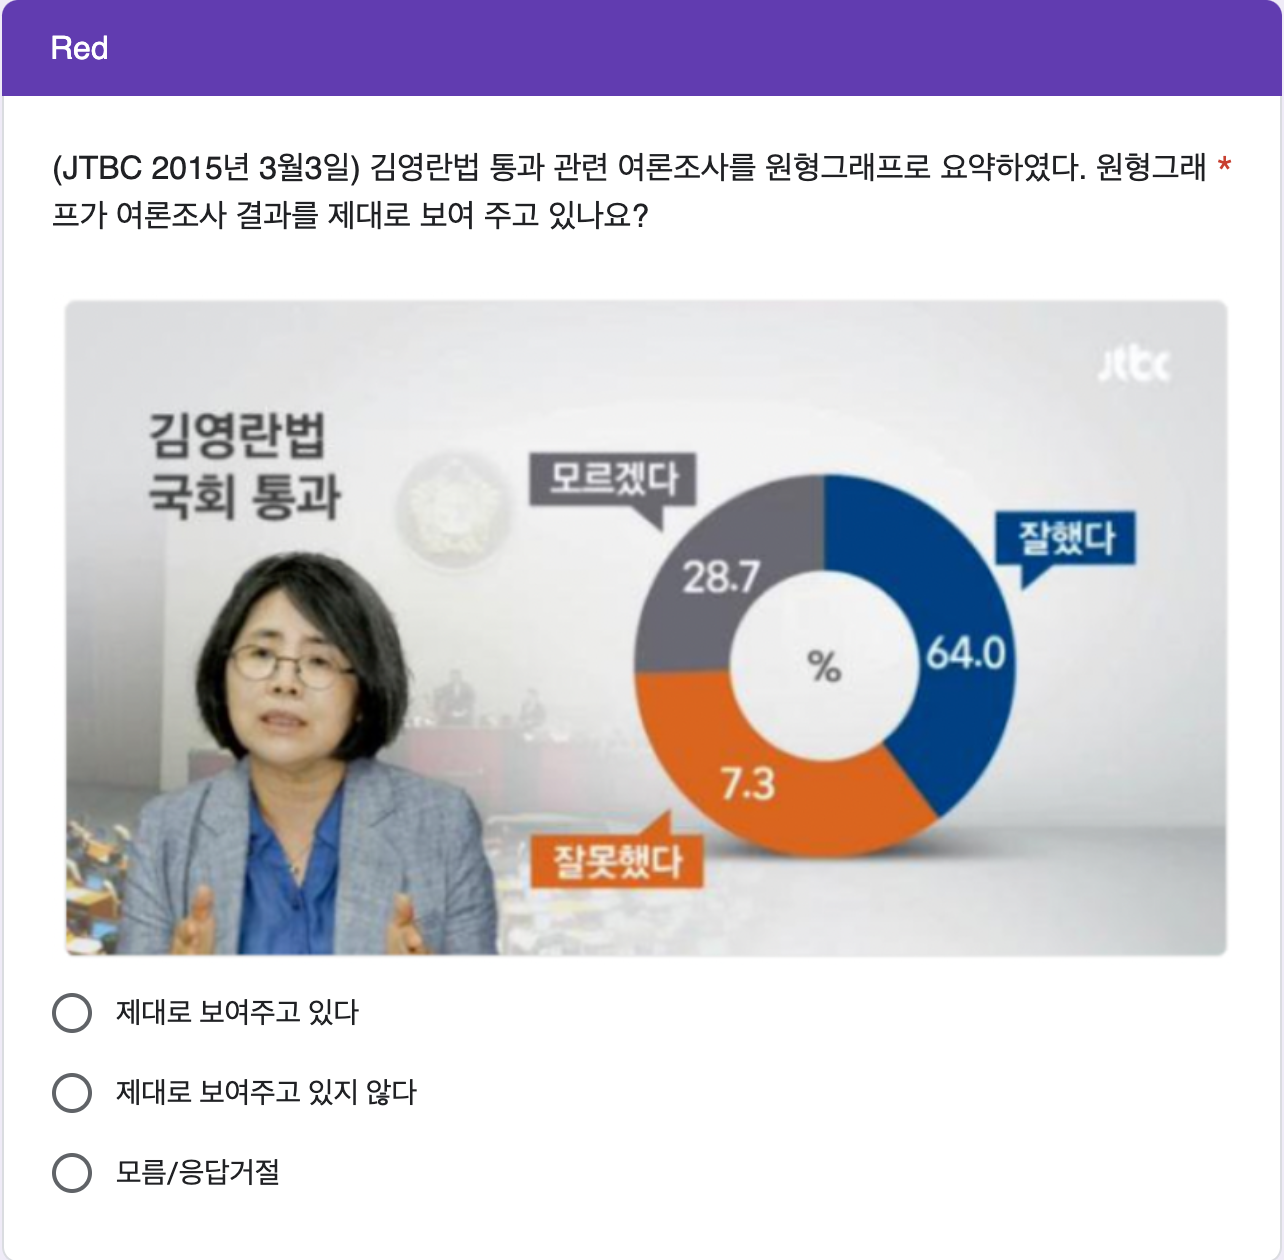 Red
(JTBC 2015년 3월3일) 김영란법 통과 관련 여론조사를 원형그래프로 요약하였다. 원형그래 *
프가 여론조사 결과를 제대로 보여 주고 있나요?
jtbc
김영란법
국회 통과
모르겠다
잘했다
28.7
64.0
%
7.3
잘못했다
제대로 보여주고 있다
제대로 보여주고 있지 않다
모름/응답거절